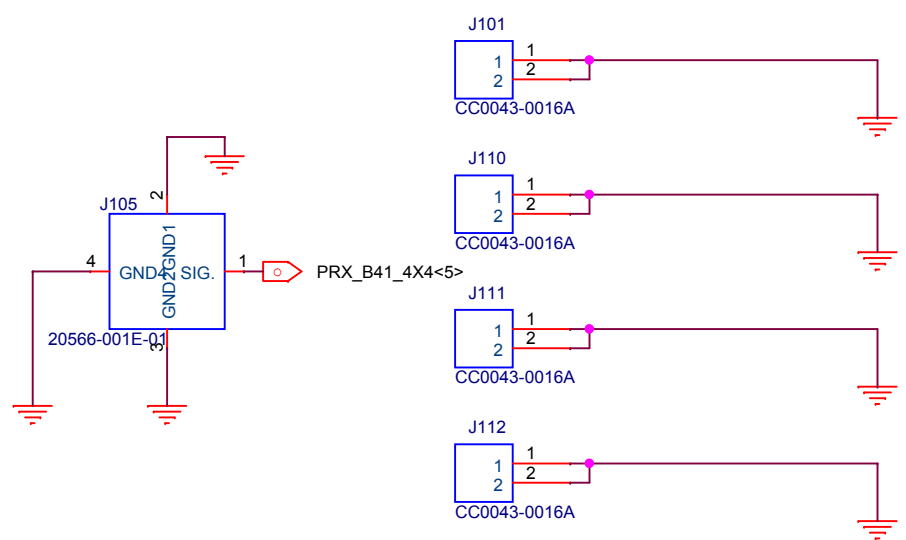 J101
1
1
2
2
CC0043-0016A
J110
1
1
2
2
CC0043-0016A
J105
2
GND1
4
GND4
SIG.
1
PRX_B41_4X4<5>
GND2
20566-001E-01
3
J111
1
1
2
2
CC0043-0016A
J112
1
1
2
2
CC0043-0016A